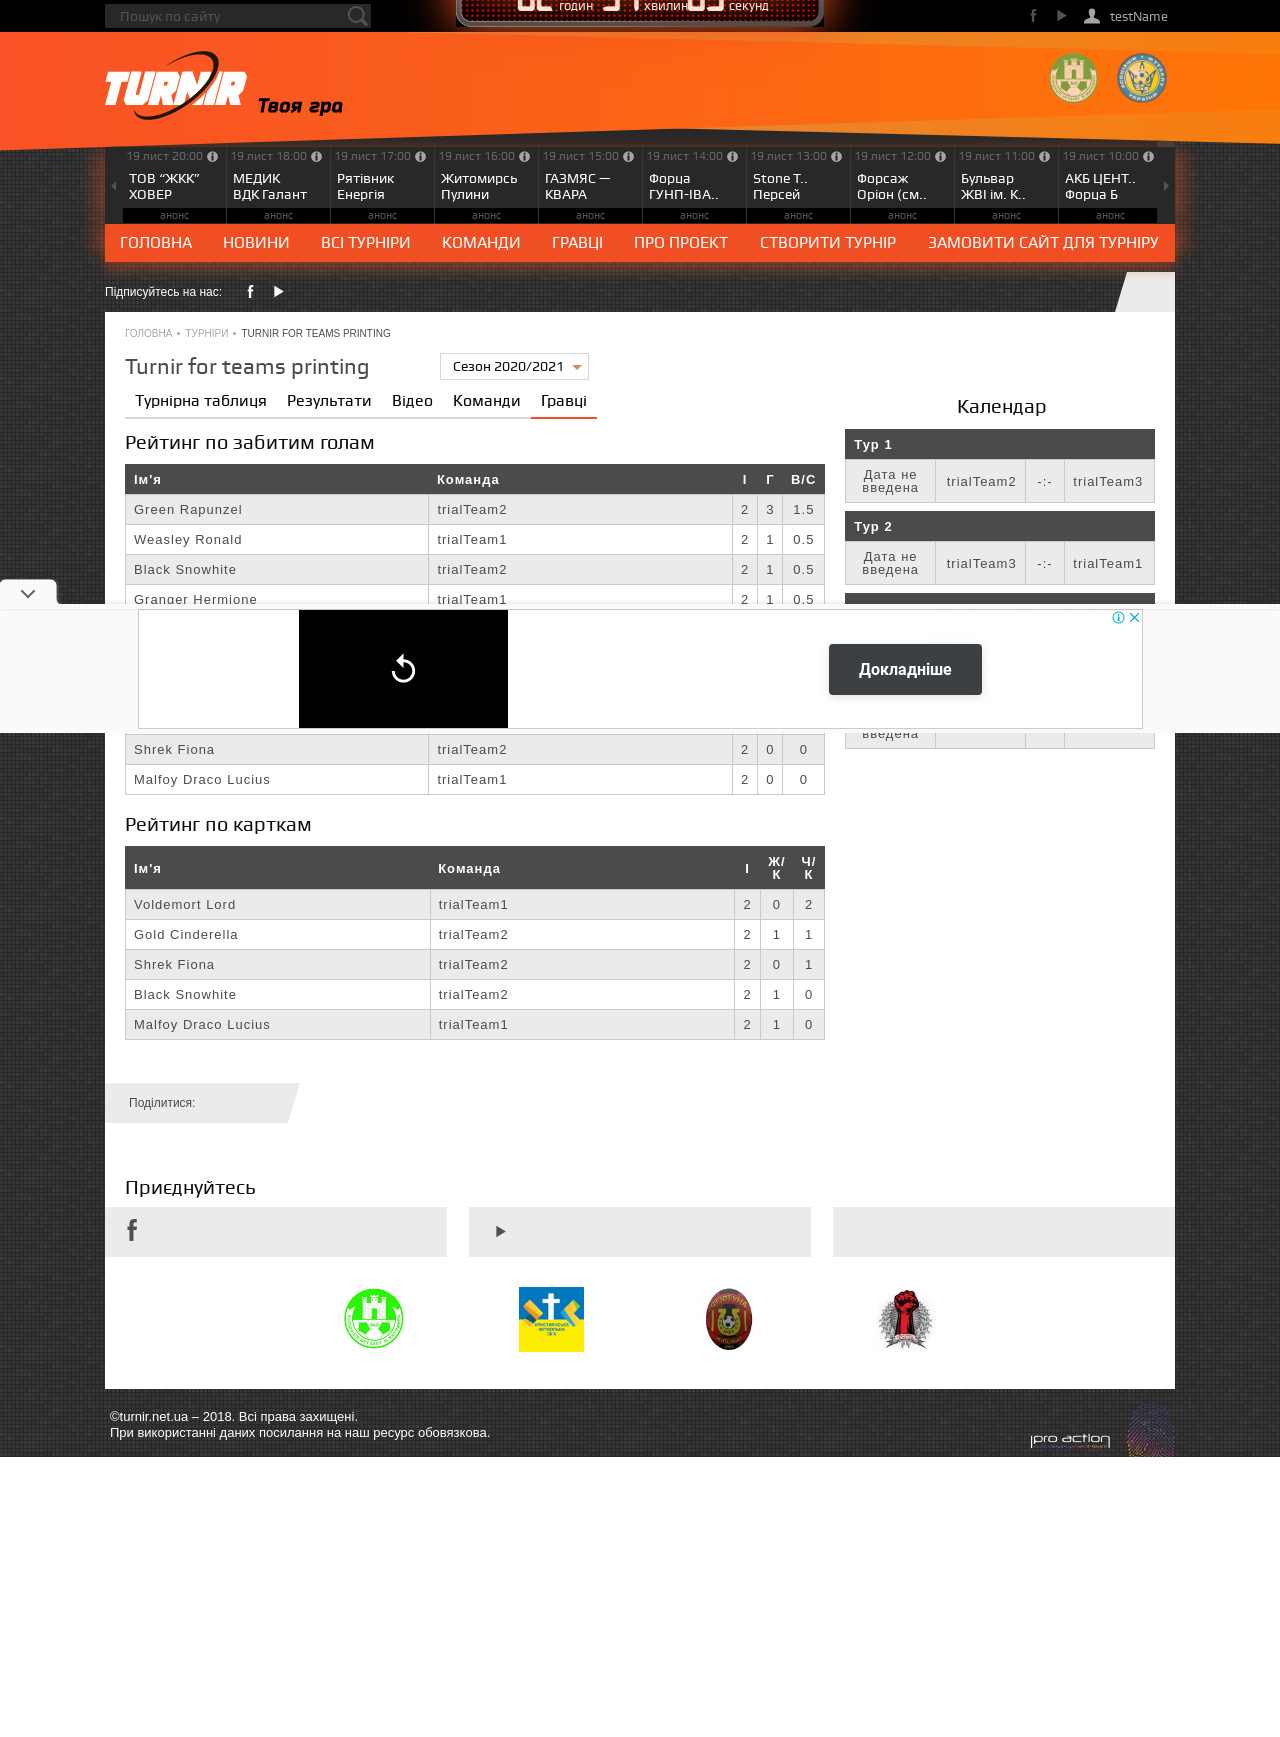 Пошук по сайту
годин хвилин секунд
testName
TURNIR
Твоя гра
19 лист 20:00 19 лист 18:00 19 лист 17:00 19 лист 16:00 19 лист 15:00 19 лист 14:00 19 лист 13:00 19 лист 12:00 19 лист 11:00 19 лист 10:00
ТОВ “ЖКК” МЕДИК Рятівник Житомирсь ГАЗМЯС — Форца Stone T.. Форсаж Бульвар АКБ ЦЕНТ..
ХОВЕР ВДК Галант Енергія Пулини КВАРА ГУНП-ІВА.. Персей Оріон (см.. ЖВІ ім. К.. Форца Б
анонс анонс анонс анонс анонс анонс анонс анонс анонс анонс
ГОЛОВНА НОВИНИ ВСІ ТУРНІРИ КОМАНДИ ГРАВЦІ ПРО ПРОЕКТ СТВОРИТИ ТУРНІР ЗАМОВИТИ САЙТ ДЛЯ ТУРНІРУ
Підписуйтесь на нас:
ГОЛОВНА • ТУРНІРИ • TURNIR FOR TEAMS PRINTING
Turnir for teams printing
Сезон 2020/2021
Турнірна таблиця Результати Відео Команди Гравці
Рейтинг по забитим голам
Ім'я Команда І Г В/С
Green Rapunzel trialTeam2 2 3 1.5
Weasley Ronald trialTeam1 2 1 0.5
Black Snowhite trialTeam2 2 1 0.5
Granger Hermione trialTeam1 2 1 0.5
Shrek Fiona trialTeam2 2 0 0
Malfoy Draco Lucius trialTeam1 2 0 0
Календар
Тур 1
Дата не введена trialTeam2 -:- trialTeam3
Тур 2
Дата не введена trialTeam3 -:- trialTeam1
введена
Докладніше
Рейтинг по карткам
Ім'я Команда І Ж/К Ч/К
Voldemort Lord trialTeam1 2 0 2
Gold Cinderella trialTeam2 2 1 1
Shrek Fiona trialTeam2 2 0 1
Black Snowhite trialTeam2 2 1 0
Malfoy Draco Lucius trialTeam1 2 1 0
Поділитися:
Приєднуйтесь
©turnir.net.ua – 2018. Всі права захищені.
При використанні даних посилання на наш ресурс обовязкова.
pro action